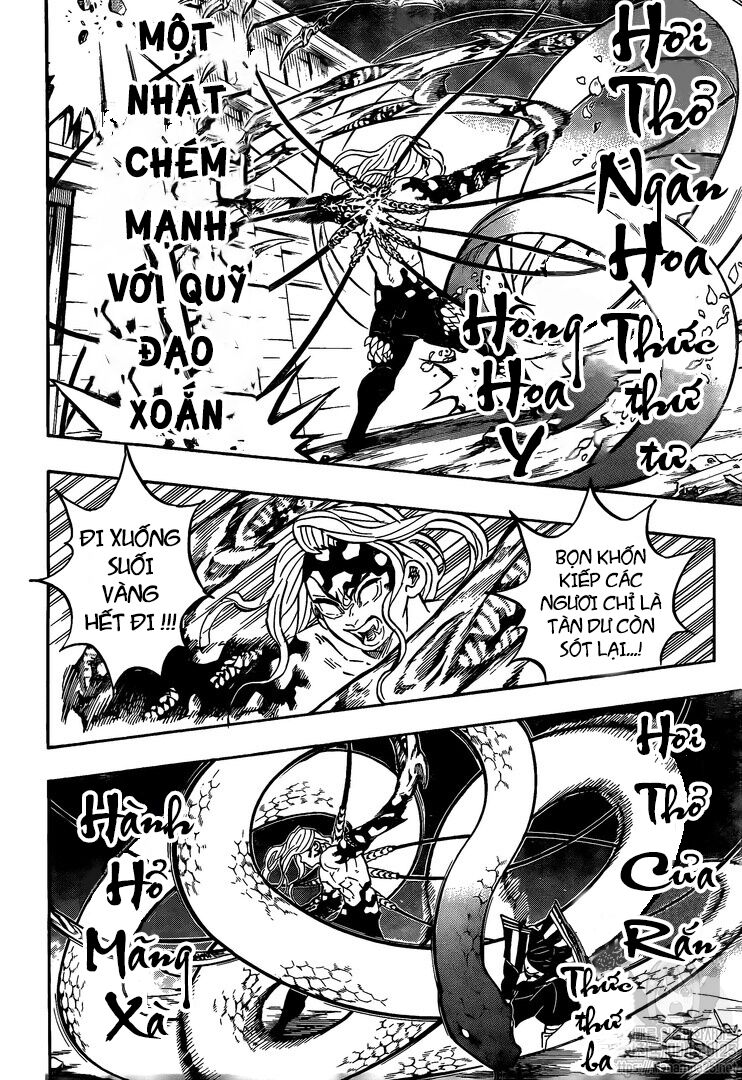 Hơi
Thở
Ngàn
Hoa
Thức
thứ
tư
Hồng
Hoa
Y
MỘT
NHÁT
CHÉM
MẠNH
VỚI QUỸ
ĐẠO
XOẮN
BỌN KHỐN
KIẾP CÁC
NGƯƠI CHỈ LÀ
TÀN DƯ CÒN
SÓT LẠI...!
ĐI XUỐNG
SUỐI
VÀNG
HẾT ĐI !!!
Hơi
Thở
Của
Rắn
Thức
thứ
ba
Hành
Hổ
Mãng
Xà